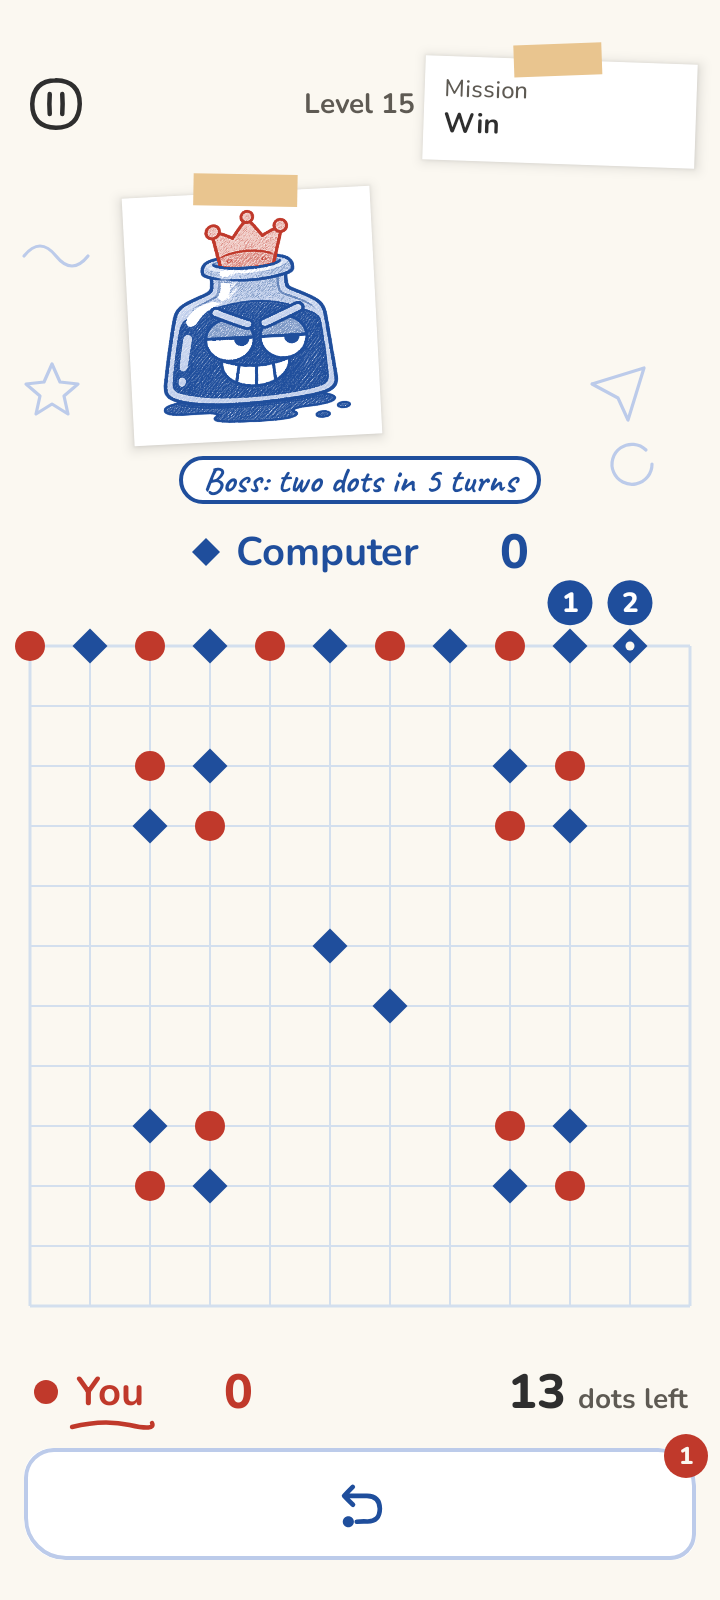 Level 15
Mission
Win
Boss: two dots in 5 turns
Computer 0
1 2
You 0 13 dots left
1